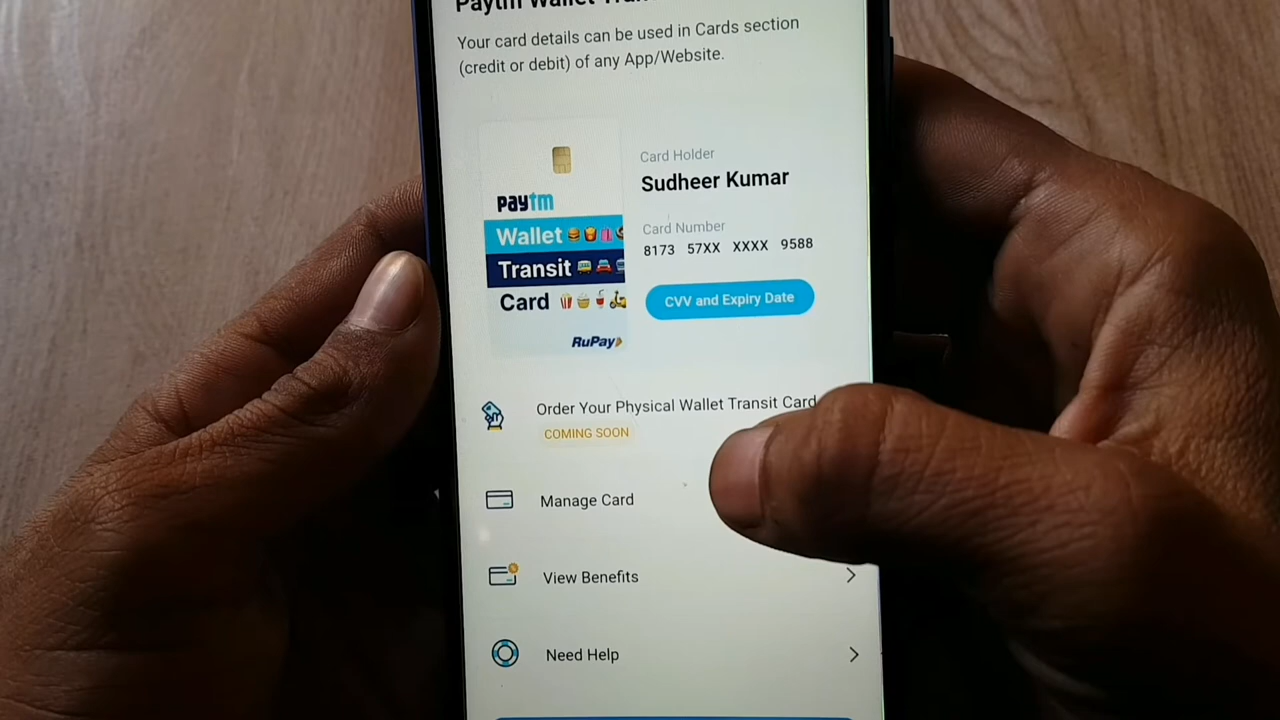 Paytm Wallet
Your card details can be used in Cards section
(credit or debit) of any App/Website.
paytm
Wallet
Transit
Card
RuPay
Card Holder
Sudheer Kumar
Card Number
8173 57XX XXXX 9588
CVV and Expiry Date
Order Your Physical Wallet Transit Card
COMING SOON
Manage Card
View Benefits
Need Help